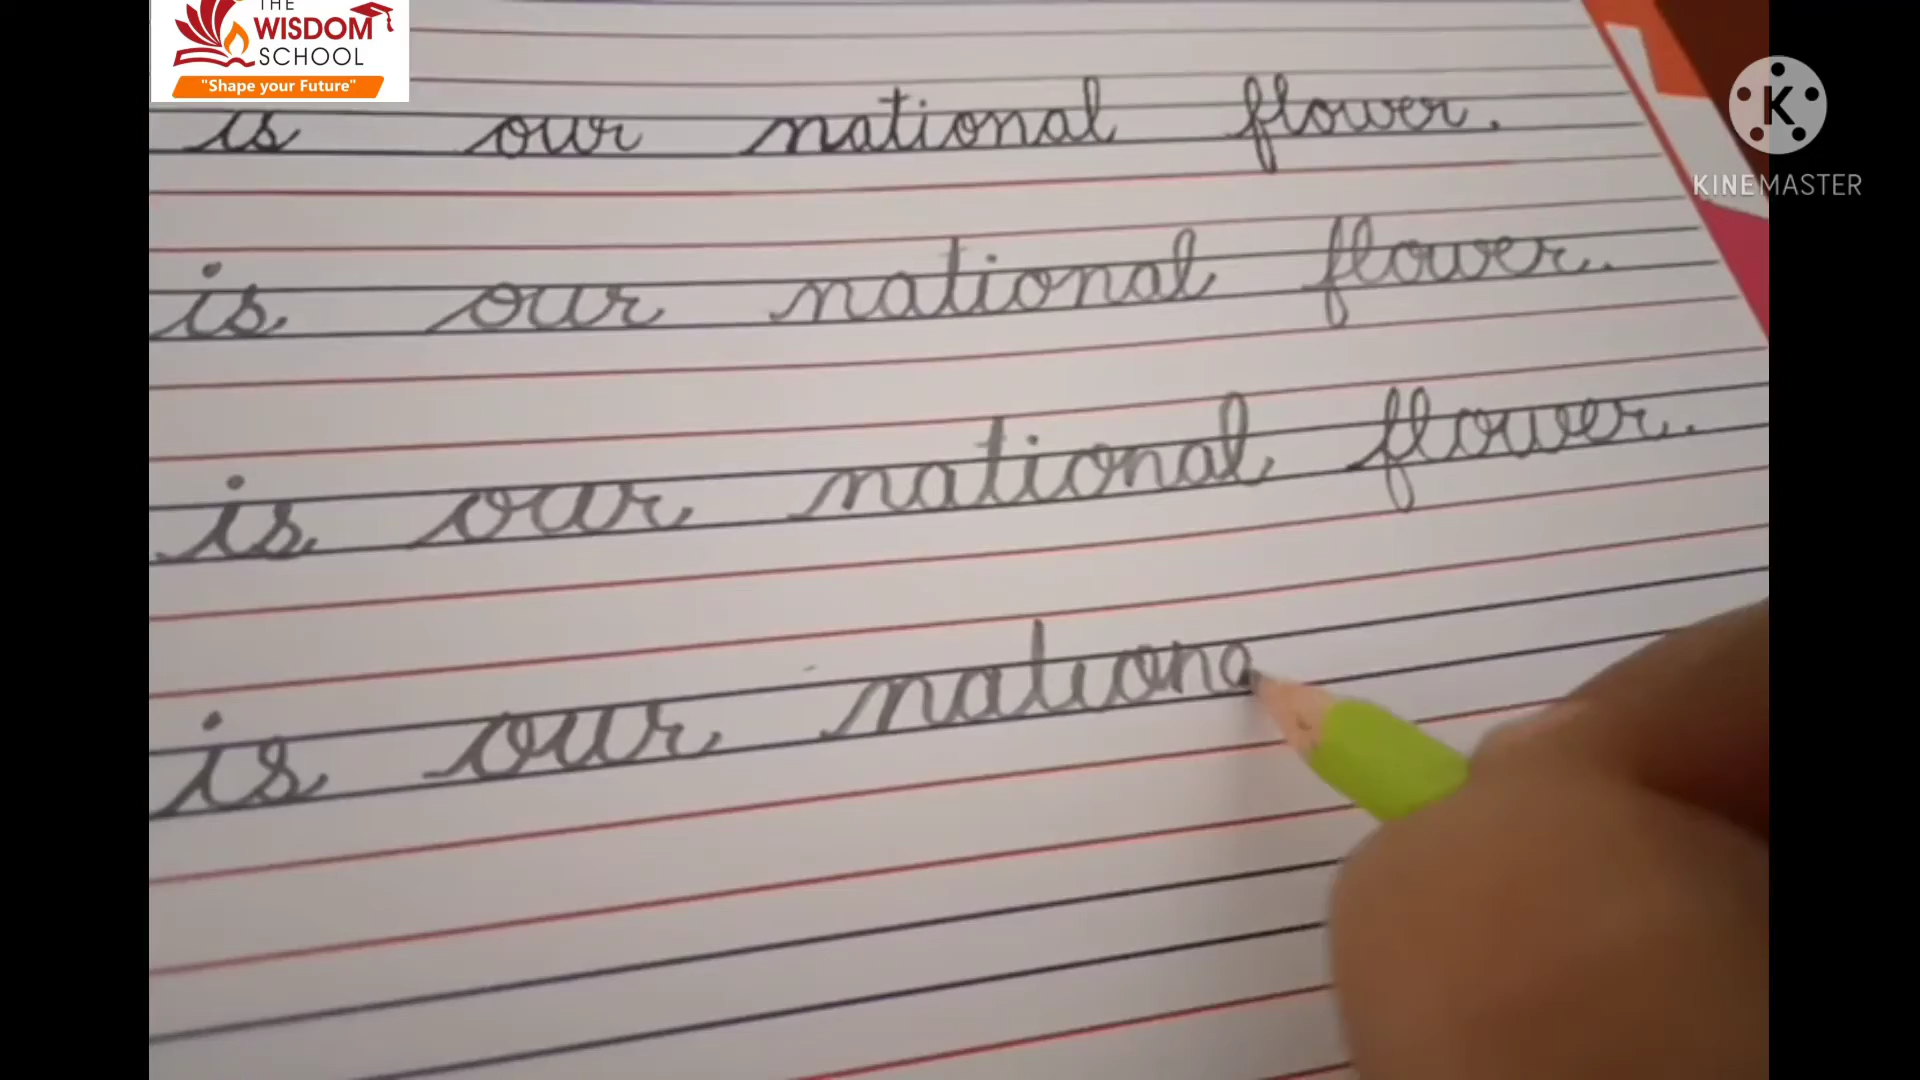 THE
WISDOM
SCHOOL
"Shape your Future"
K
KINEMASTER
is our national flower.
is our national flower.
is our national flower.
is our nationa